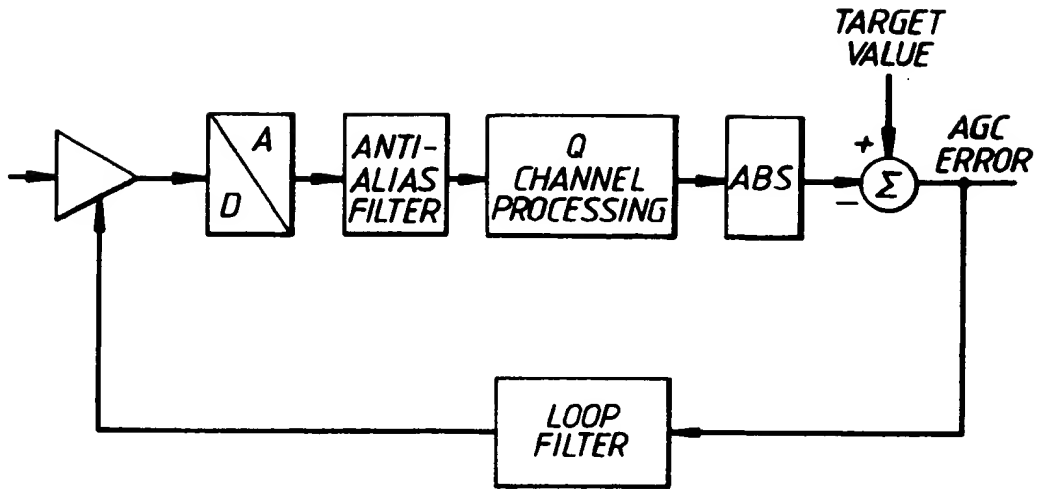 TARGET
VALUE
A
D
ANTI-
ALIAS
FILTER
Q
CHANNEL
PROCESSING
ABS
+
−
Σ
AGC
ERROR
LOOP
FILTER